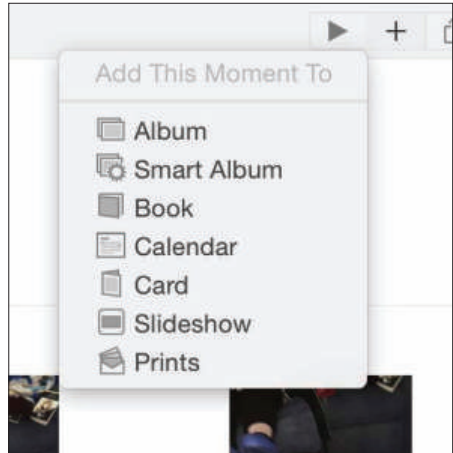 Add This Moment To
Album
Smart Album
Book
Calendar
Card
Slideshow
Prints